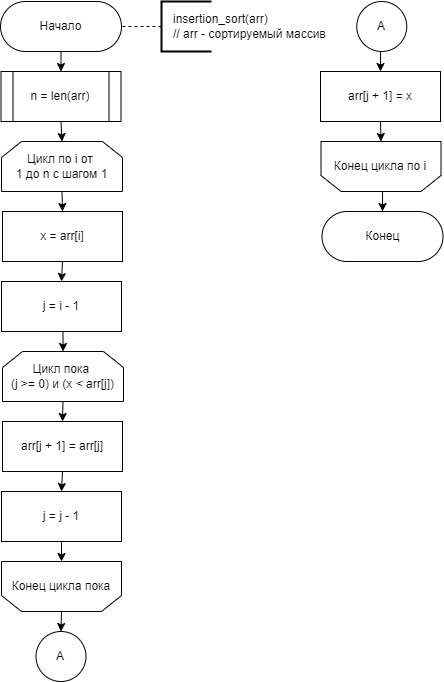 Начало
insertion_sort(arr)
// arr - сортируемый массив
n = len(arr)
Цикл по i от
1 до n с шагом 1
x = arr[i]
j = i - 1
Цикл пока
(j >= 0) и (x < arr[j])
arr[j + 1] = arr[j]
j = j - 1
Конец цикла пока
A
A
arr[j + 1] = x
Конец цикла по i
Конец